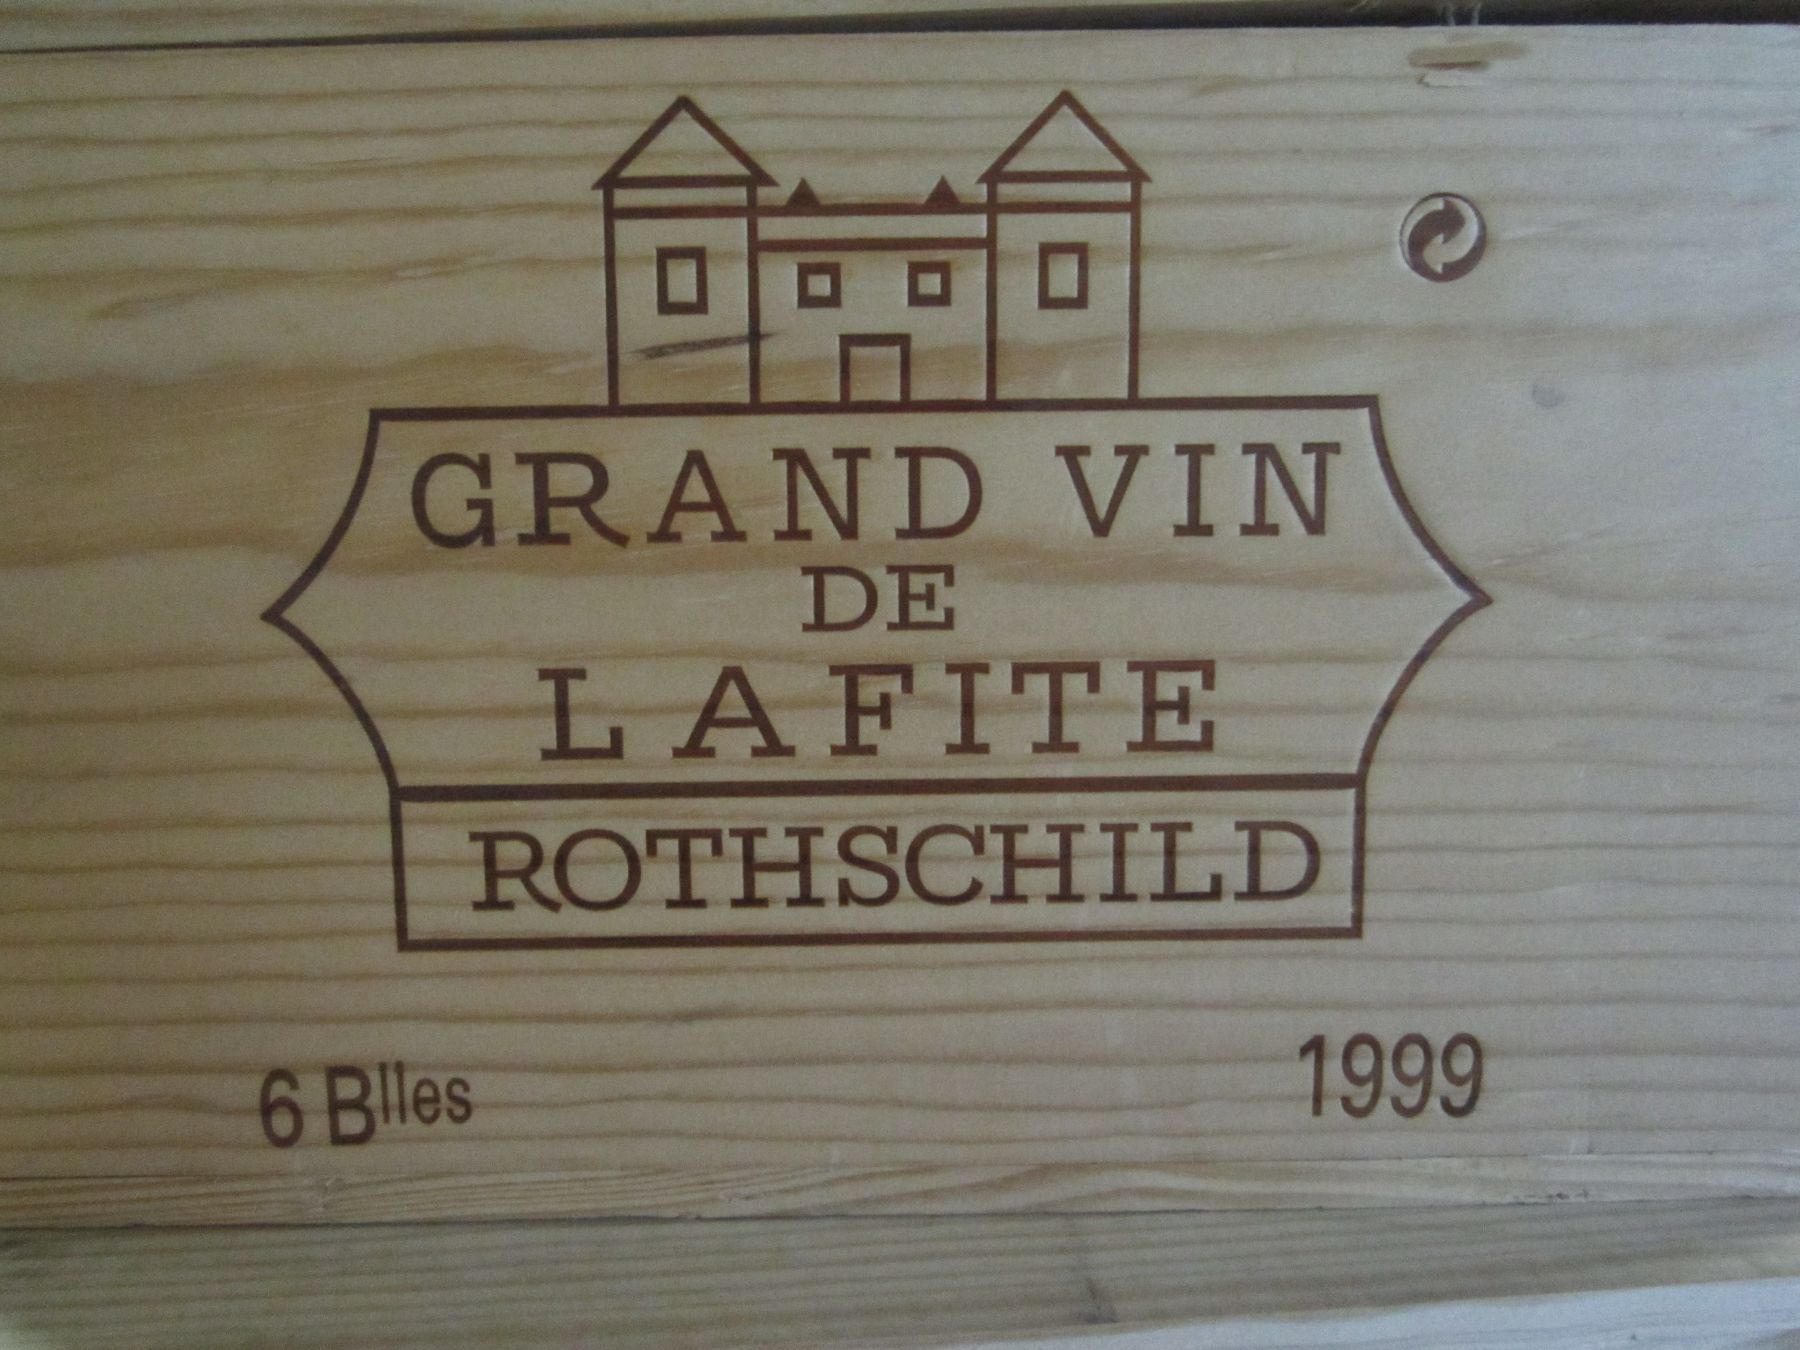 GRAND VIN
DE
LAFITE
ROTHSCHILD
6 Blles
1999